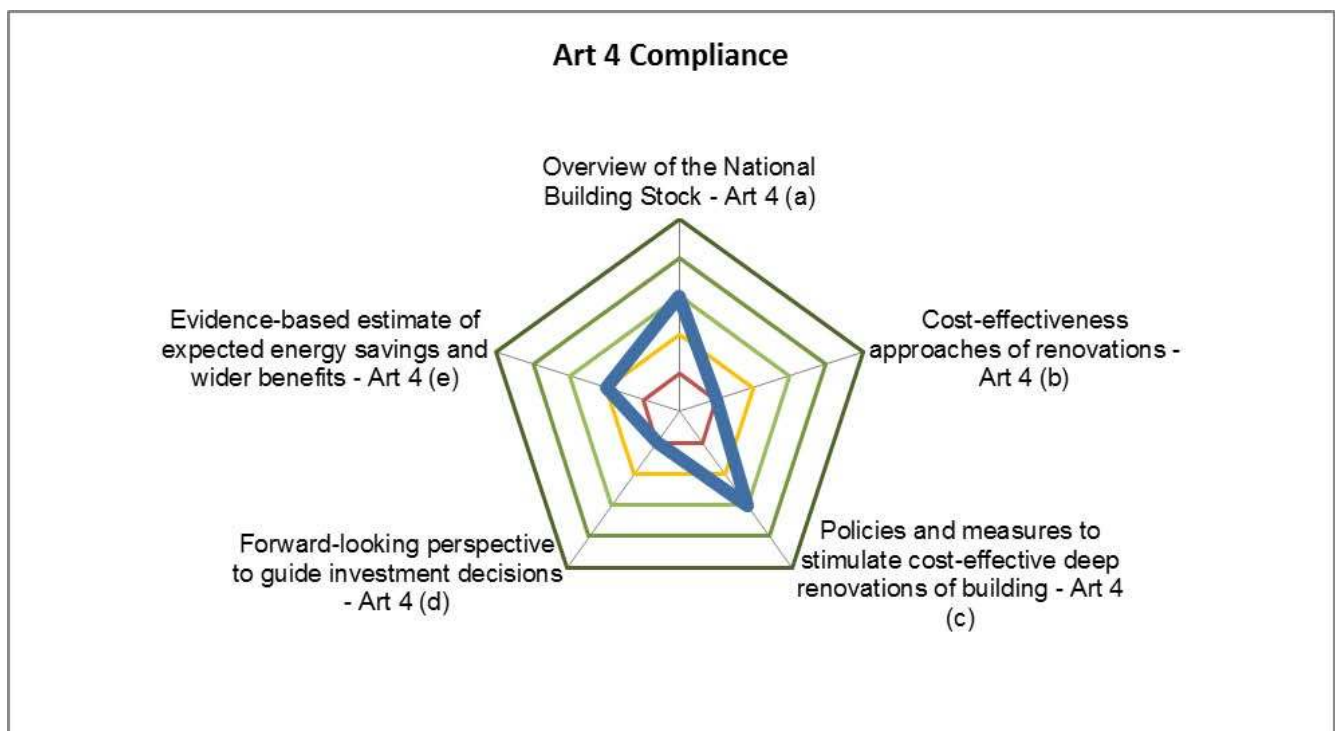 Art 4 Compliance
Overview of the National
Building Stock - Art 4 (a)
Cost-effectiveness
approaches of renovations -
Art 4 (b)
Policies and measures to
stimulate cost-effective deep
renovations of building - Art 4
(c)
Forward-looking perspective
to guide investment decisions
- Art 4 (d)
Evidence-based estimate of
expected energy savings and
wider benefits - Art 4 (e)